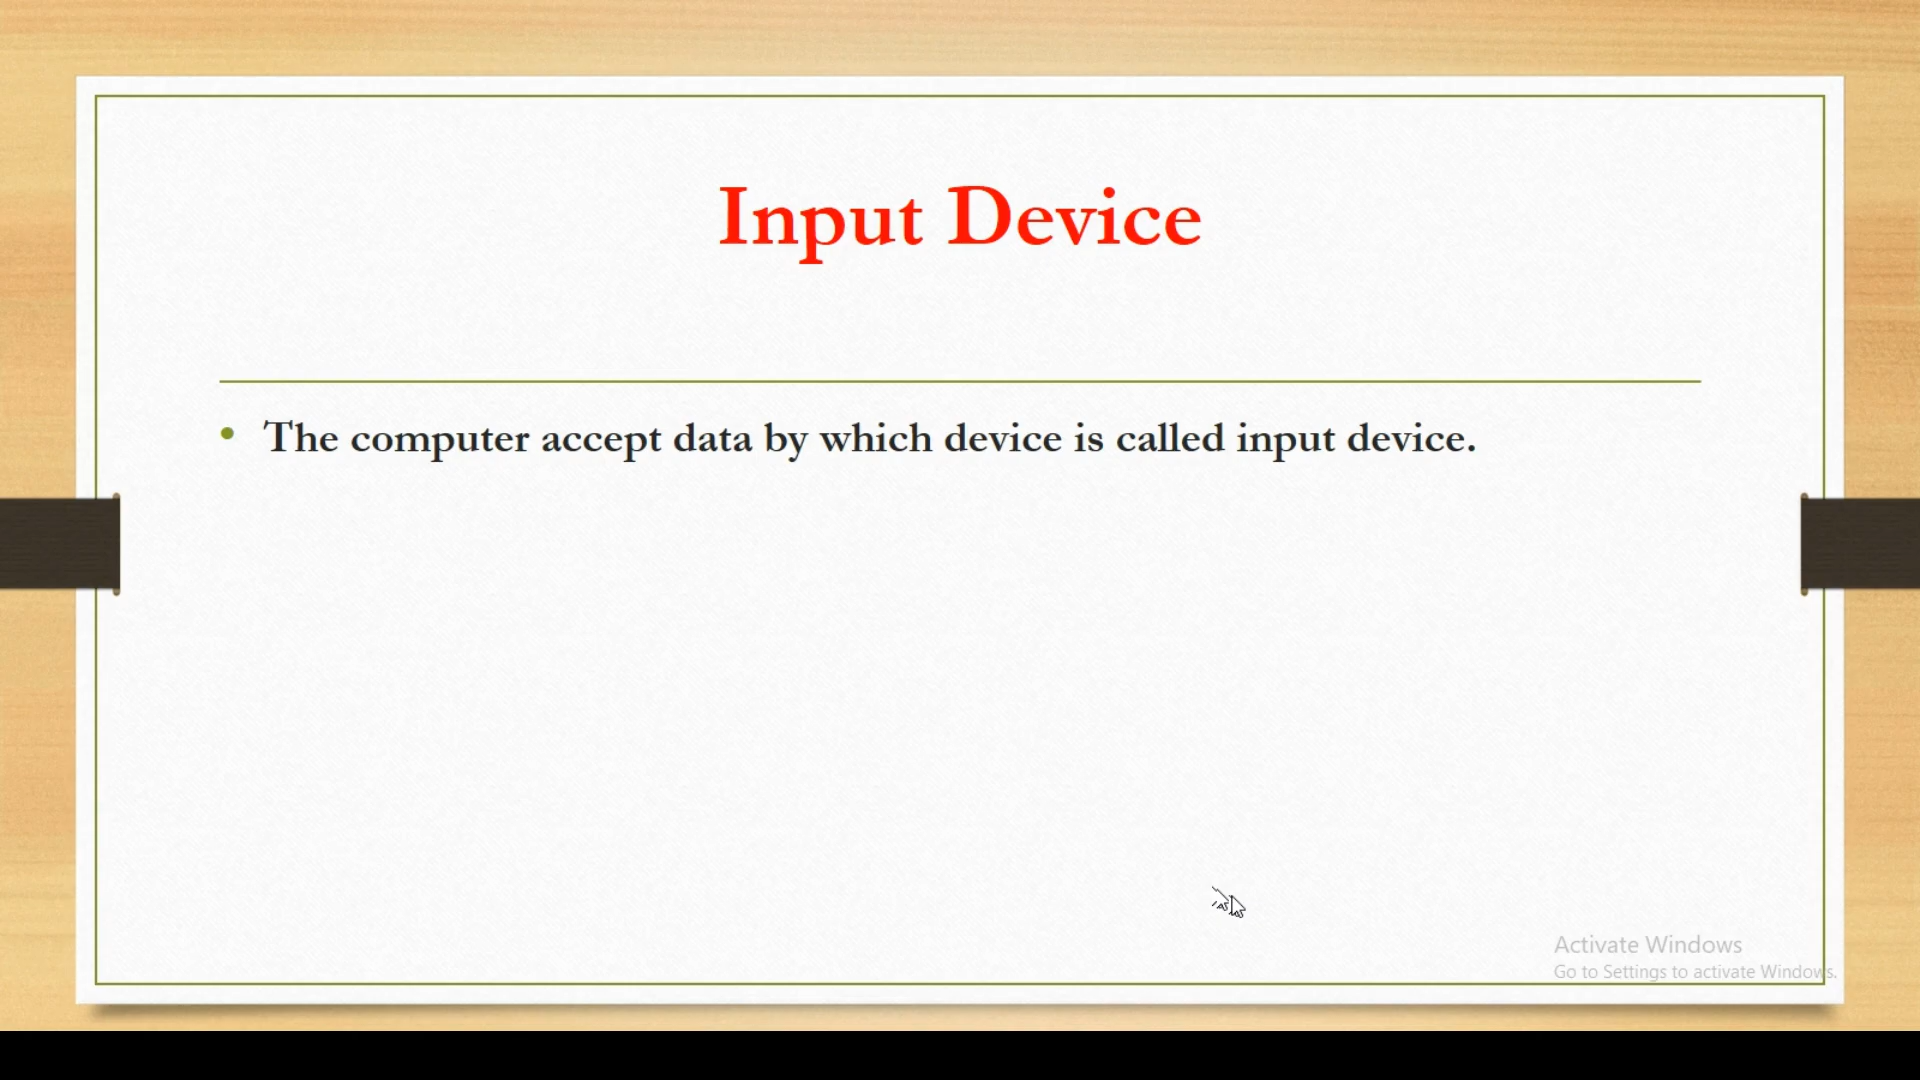 Input Device
• The computer accept data by which device is called input device.
Activate Windows
Go to Settings to activate Windows.